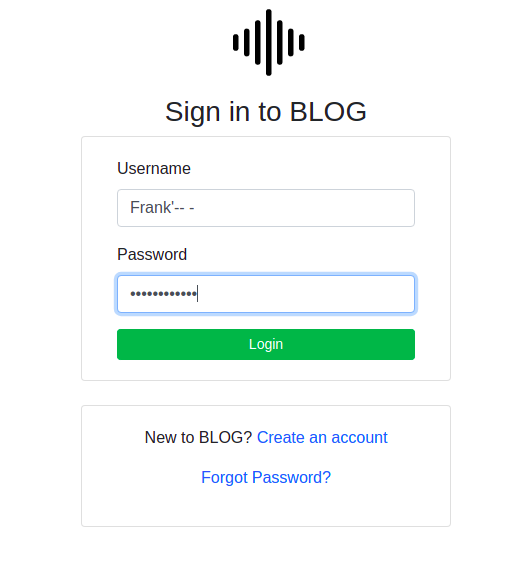 Sign in to BLOG
Username
Frank'-- -
Password
••••••••••••
Login
New to BLOG? Create an account
Forgot Password?